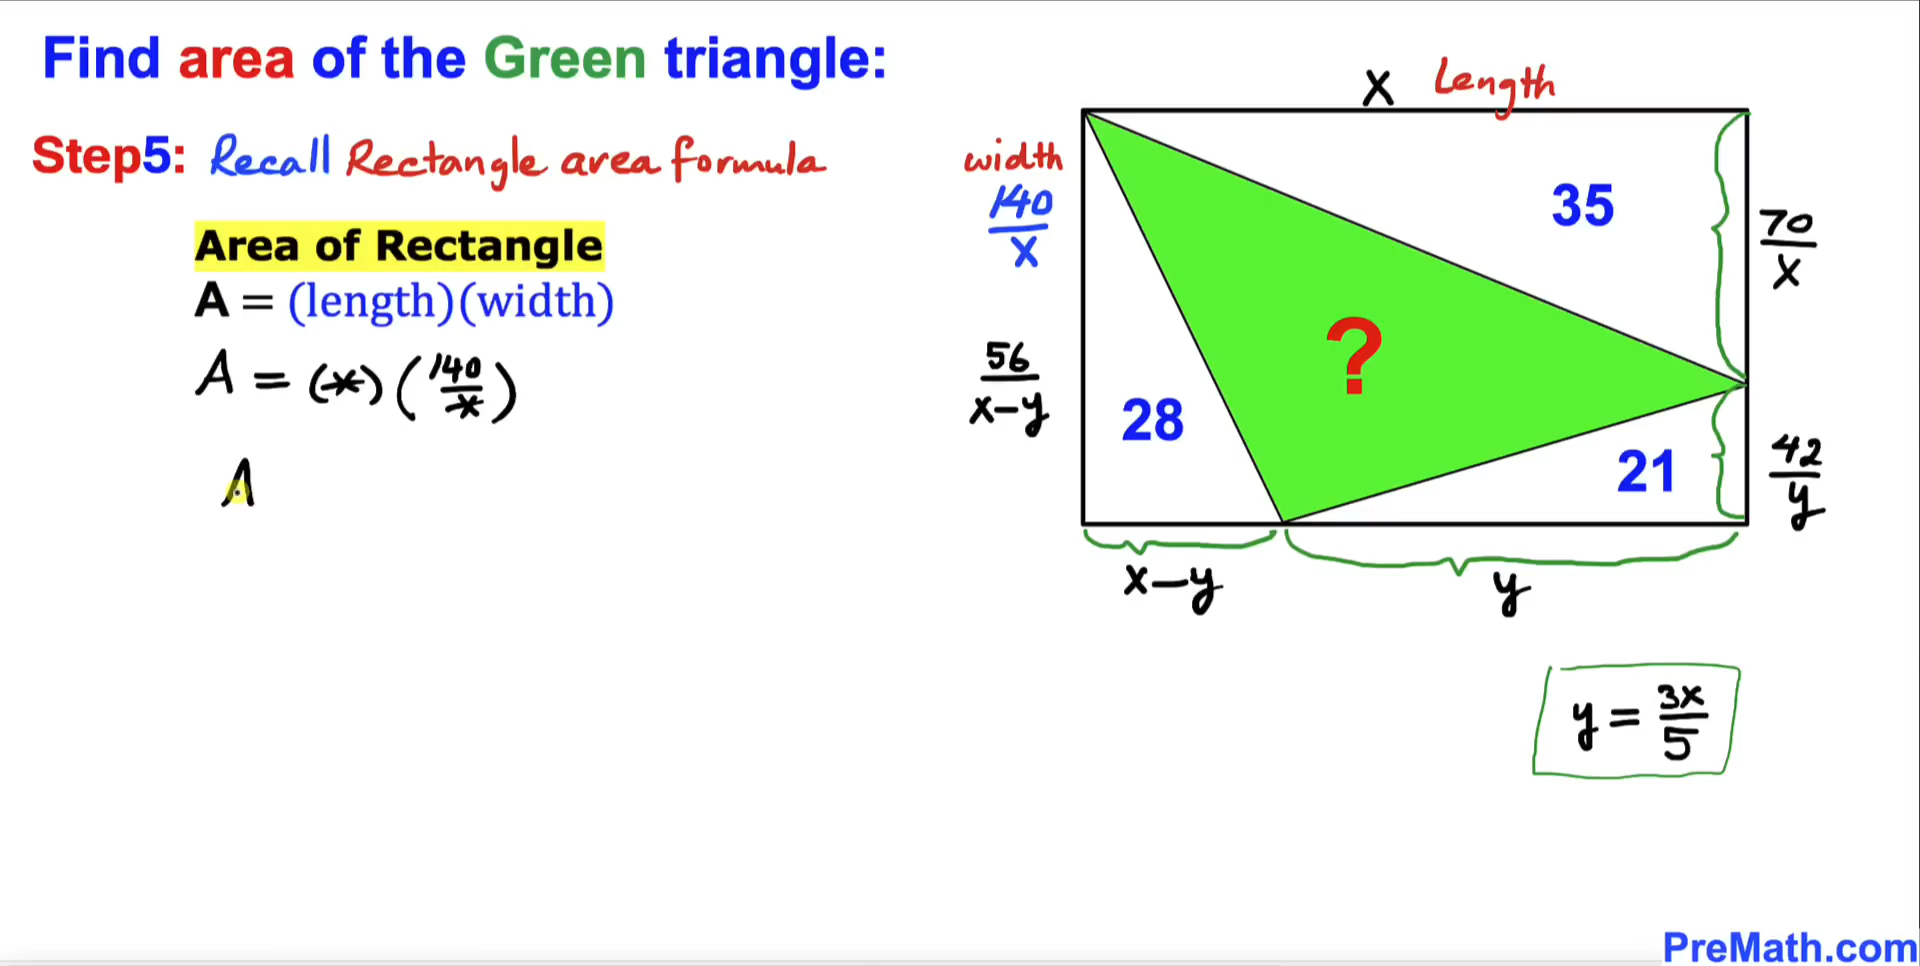 Find area of the Green triangle:
Step5: Recall Rectangle area formula
Area of Rectangle
A = (length)(width)
A = (x)(140/x)
A
x Length
width
140/x
56/x-y
28
35
?
21
70/x
42/y
x-y
y
y = 3x/5
PreMath.com